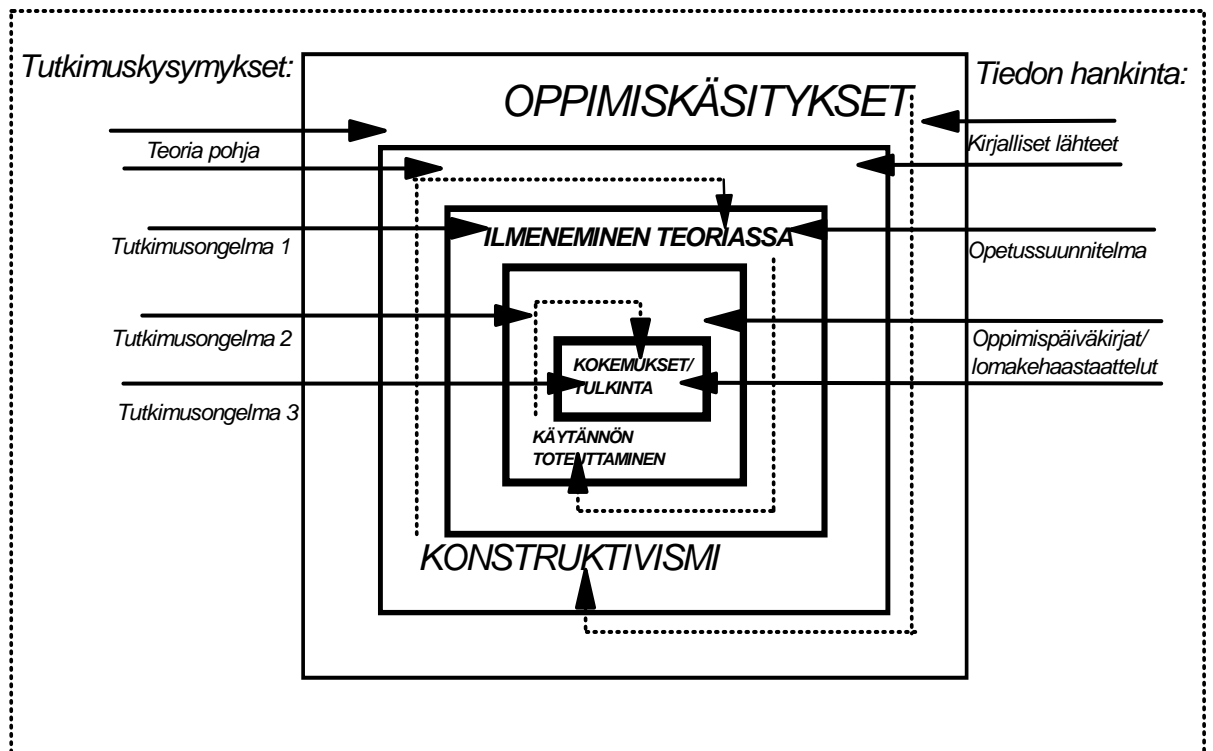 Tutkimuskysymykset:
Tiedon hankinta:
OPPIMISKÄSITYKSET
Teoria pohja
Kirjalliset lähteet
ILMENEMINEN TEORIASSA
Tutkimusongelma 1
Opetussuunnitelma
Tutkimusongelma 2
Oppimispäiväkirjat/
lomakehaastaattelut
KOKEMUKSET/
TULKINTA
Tutkimusongelma 3
KÄYTÄNNÖN
TOTEUTTAMINEN
KONSTRUKTIVISMI